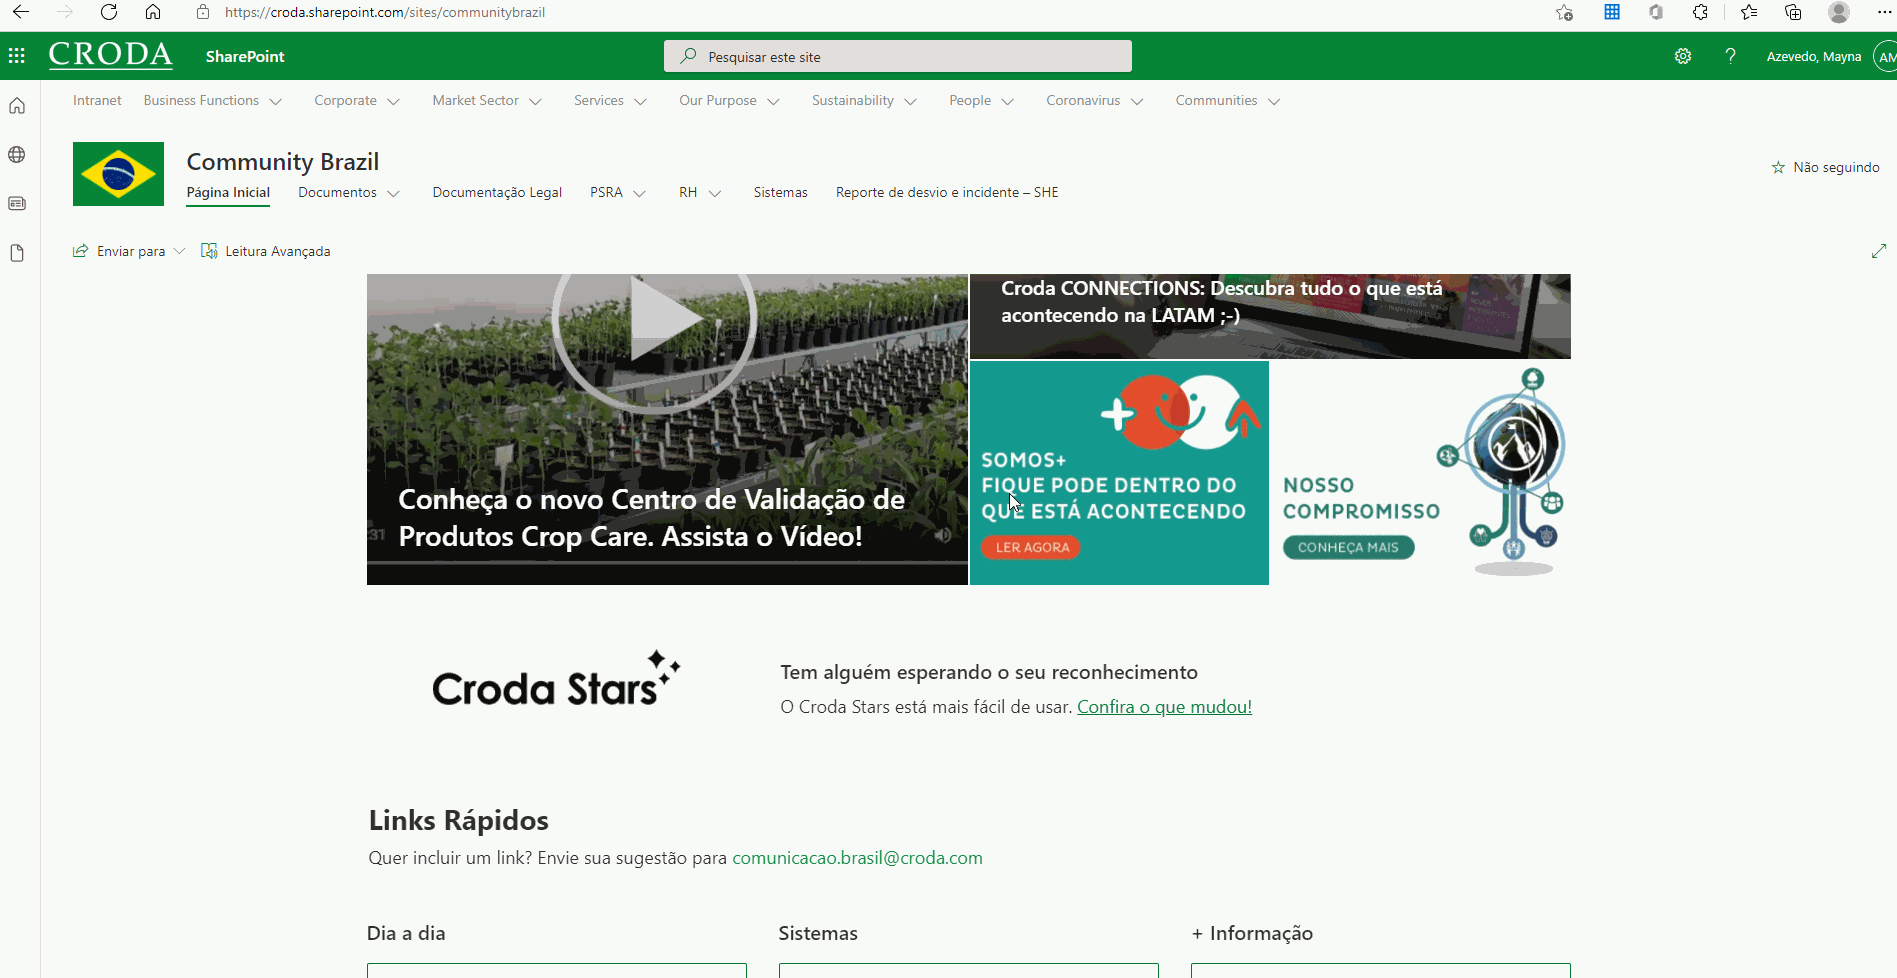 https://croda.sharepoint.com/sites/communitybrazil
CRODA SharePoint Pesquisar este site ? Azevedo, Mayna AM
Intranet Business Functions Corporate Market Sector Services Our Purpose Sustainability People Coronavirus Communities
Community Brazil
Não seguindo
Página Inicial Documentos Documentação Legal PSRA RH Sistemas Reporte de desvio e incidente – SHE
Enviar para Leitura Avançada
Croda CONNECTIONS: Descubra tudo o que está
acontecendo na LATAM ;-)
Conheça o novo Centro de Validação de
Produtos Crop Care. Assista o Vídeo!
:31
SOMOS+
FIQUE PODE DENTRO DO
QUE ESTÁ ACONTECENDO
LER AGORA
NOSSO
COMPROMISSO
CONHEÇA MAIS
Croda Stars
Tem alguém esperando o seu reconhecimento
O Croda Stars está mais fácil de usar. Confira o que mudou!
Links Rápidos
Quer incluir um link? Envie sua sugestão para comunicacao.brasil@croda.com
Dia a dia Sistemas + Informação